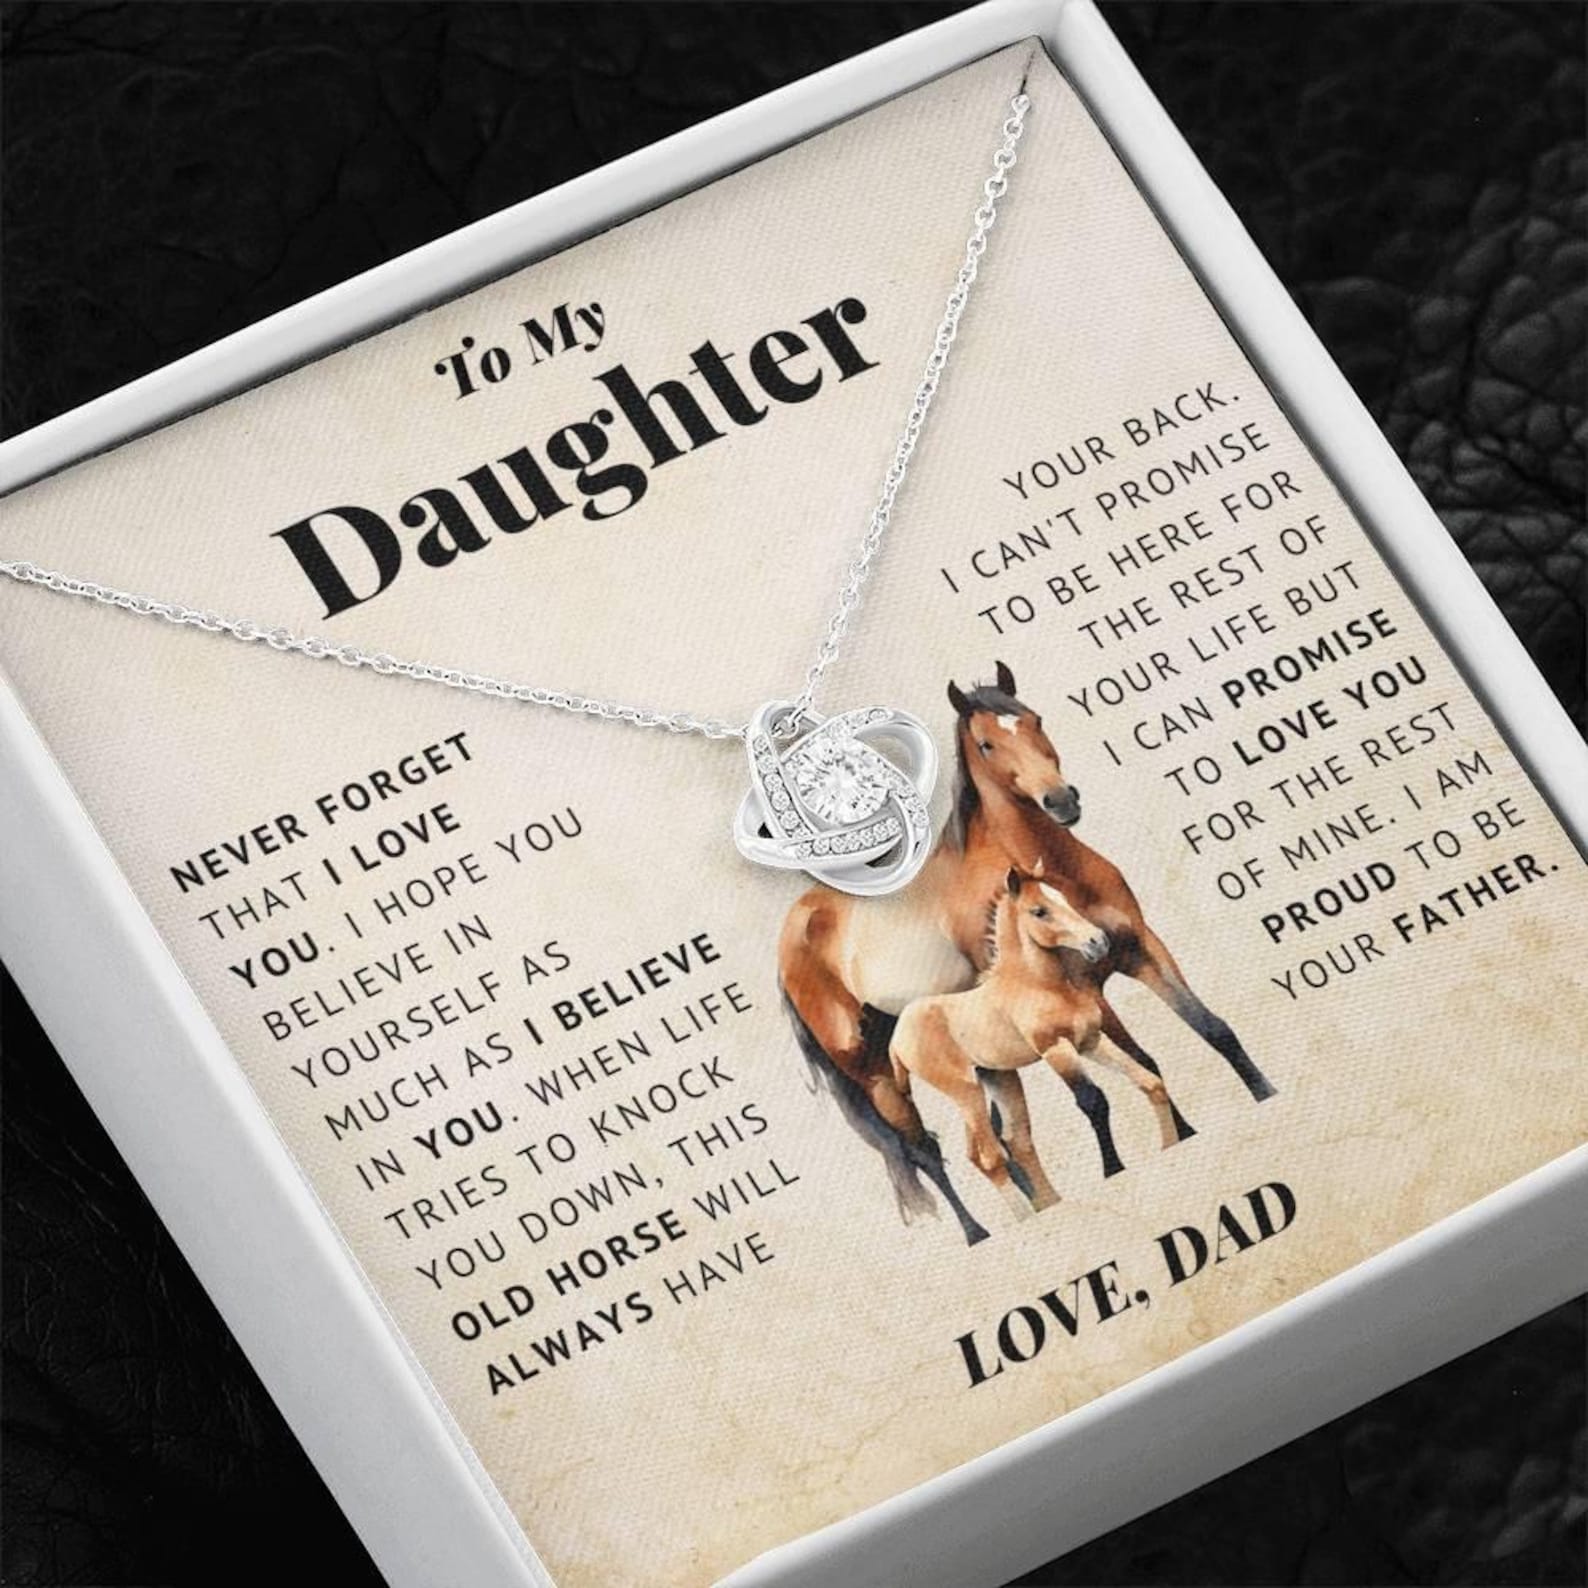 To My
Daughter
NEVER FORGET
THAT I LOVE
YOU. I HOPE YOU
BELIEVE IN
YOURSELF AS
MUCH AS I BELIEVE
IN YOU. WHEN LIFE
TRIES TO KNOCK
YOU DOWN, THIS
OLD HORSE WILL
ALWAYS HAVE
YOUR BACK.
I CAN'T PROMISE
TO BE HERE FOR
THE REST OF
YOUR LIFE BUT
I CAN PROMISE
TO LOVE YOU
FOR THE REST
OF MINE. I AM
PROUD TO BE
YOUR FATHER.
LOVE, DAD